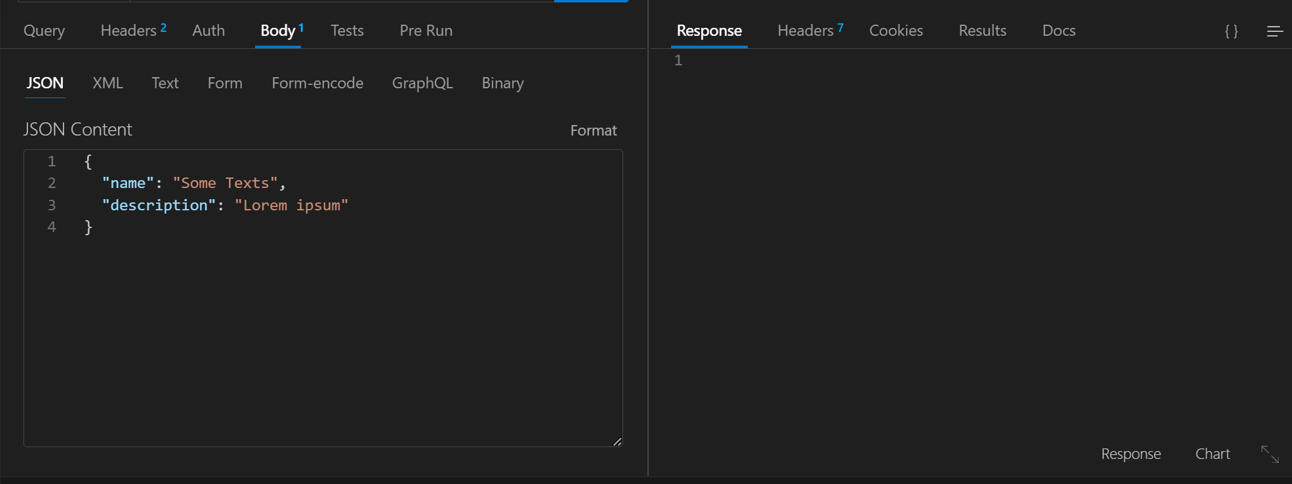 Query Headers 2 Auth Body 1 Tests Pre Run
JSON XML Text Form Form-encode GraphQL Binary
JSON Content Format
1 {
2 "name": "Some Texts",
3 "description": "Lorem ipsum"
4 }
Response Headers 7 Cookies Results Docs { }
1
Response Chart